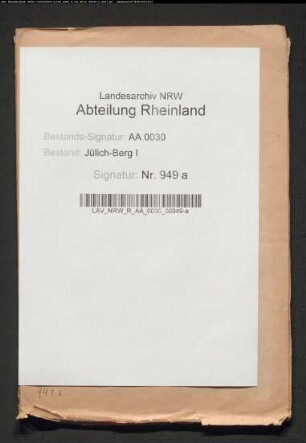 Landesarchiv NRW
Abteilung Rheinland
Bestands-Signatur: AA 0030
Bestand: Jülich-Berg I
Signatur: Nr. 949 a
LAV_NRW_R_AA_0030_00949-a